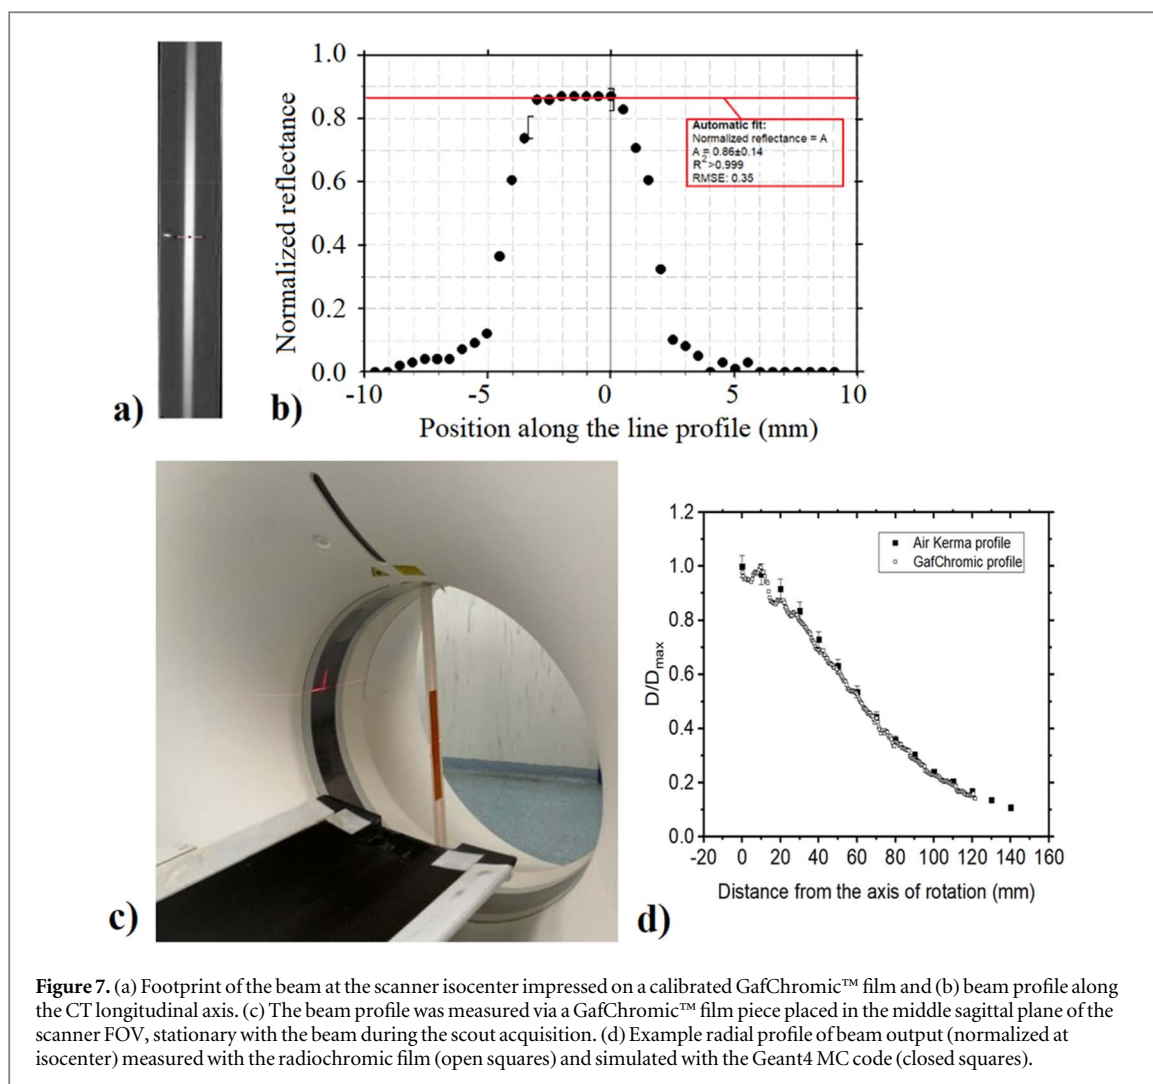 1.0
0.8
0.6
0.4
0.2
0.0
Normalized reflectance
Automatic fit:
Normalized reflectance = A
A = 0.86±0.14
R²>0.999
RMSE: 0.35
-10 -5 0 5 10
Position along the line profile (mm)
a)
b)
1.2
1.0
0.8
0.6
0.4
0.2
0.0
D/Dmax
Air Kerma profile
GafChromic profile
-20 0 20 40 60 80 100 120 140 160
Distance from the axis of rotation (mm)
c)
d)
Figure 7. (a) Footprint of the beam at the scanner isocenter impressed on a calibrated GafChromic™ film and (b) beam profile along
the CT longitudinal axis. (c) The beam profile was measured via a GafChromic™ film piece placed in the middle sagittal plane of the
scanner FOV, stationary with the beam during the scout acquisition. (d) Example radial profile of beam output (normalized at
isocenter) measured with the radiochromic film (open squares) and simulated with the Geant4 MC code (closed squares).